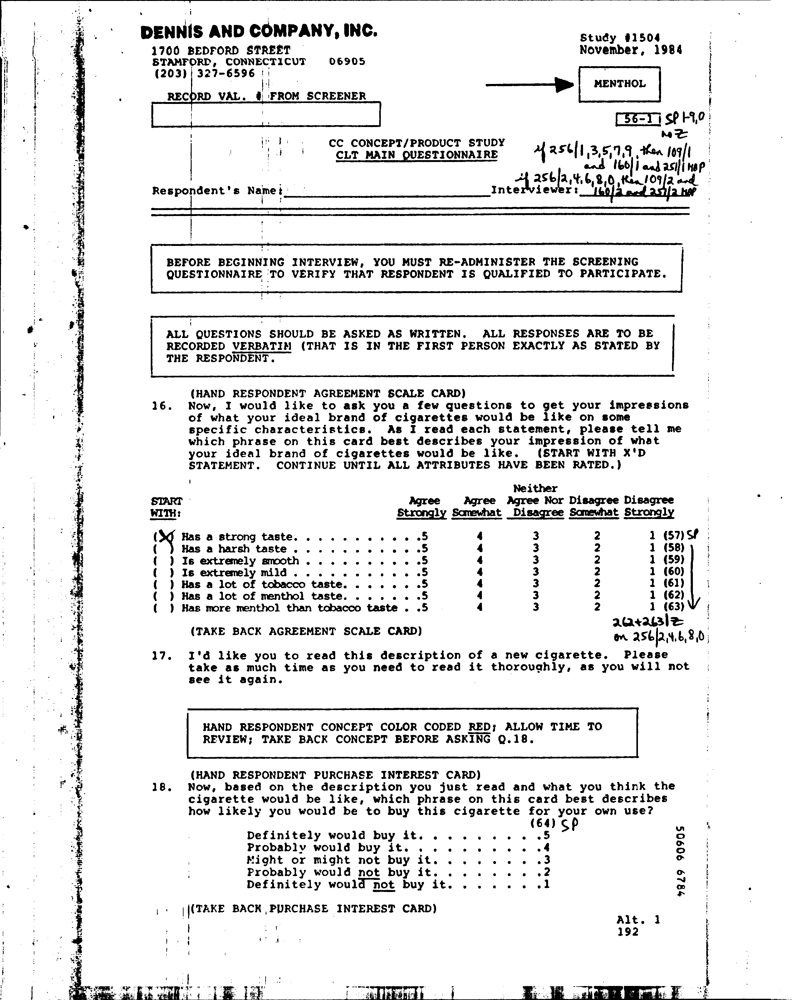 DENNIS AND COMPANY, INC.
1700 BEDFORD STREET
STAMFORD, CONNECTICUT 06905
(203) 327-6596
Study #1504
November, 1984
MENTHOL
RECORD VAL. # FROM SCREENER
56-1 SP 1-9,0
NZ
CC CONCEPT/PRODUCT STUDY
CLT MAIN QUESTIONNAIRE
if 256/1,3,5,7,9, then 109/1
and 160/1 and 251/1 MAP
if 256/2,4,6,8,0, then 109/2 and
160/2 and 251/2 MAP
Respondent's Name: Interviewer:
BEFORE BEGINNING INTERVIEW, YOU MUST RE-ADMINISTER THE SCREENING
QUESTIONNAIRE TO VERIFY THAT RESPONDENT IS QUALIFIED TO PARTICIPATE.
ALL QUESTIONS SHOULD BE ASKED AS WRITTEN. ALL RESPONSES ARE TO BE
RECORDED VERBATIM (THAT IS IN THE FIRST PERSON EXACTLY AS STATED BY
THE RESPONDENT.
(HAND RESPONDENT AGREEMENT SCALE CARD)
16. Now, I would like to ask you a few questions to get your impressions
of what your ideal brand of cigarettes would be like on some
specific characteristics. As I read each statement, please tell me
which phrase on this card best describes your impression of what
your ideal brand of cigarettes would be like. (START WITH X'D
STATEMENT. CONTINUE UNTIL ALL ATTRIBUTES HAVE BEEN RATED.)
Neither
START Agree Agree Agree Nor Disagree Disagree
WITH: Strongly Somewhat Disagree Somewhat Strongly
(X) Has a strong taste. . . . . . . . . . . .5 4 3 2 1 (57) SP
( ) Has a harsh taste . . . . . . . . . . . .5 4 3 2 1 (58)
( ) Is extremely smooth . . . . . . . . . . .5 4 3 2 1 (59)
( ) Is extremely mild . . . . . . . . . . . .5 4 3 2 1 (60)
( ) Has a lot of tobacco taste. . . . . . . .5 4 3 2 1 (61)
( ) Has a lot of menthol taste. . . . . . . .5 4 3 2 1 (62)
( ) Has more menthol than tobacco taste . .5 4 3 2 1 (63)
262+263/Z
on 256/2,4,6,8,0
(TAKE BACK AGREEMENT SCALE CARD)
17. I'd like you to read this description of a new cigarette. Please
take as much time as you need to read it thoroughly, as you will not
see it again.
HAND RESPONDENT CONCEPT COLOR CODED RED; ALLOW TIME TO
REVIEW; TAKE BACK CONCEPT BEFORE ASKING Q.18.
(HAND RESPONDENT PURCHASE INTEREST CARD)
18. Now, based on the description you just read and what you think the
cigarette would be like, which phrase on this card best describes
how likely you would be to buy this cigarette for your own use?
(64) SP
Definitely would buy it. . . . . . . . .5
Probably would buy it. . . . . . . . . .4
Might or might not buy it. . . . . . . .3
Probably would not buy it. . . . . . . .2
Definitely would not buy it. . . . . . .1
(TAKE BACK PURCHASE INTEREST CARD)
50606 6784
Alt. 1
192